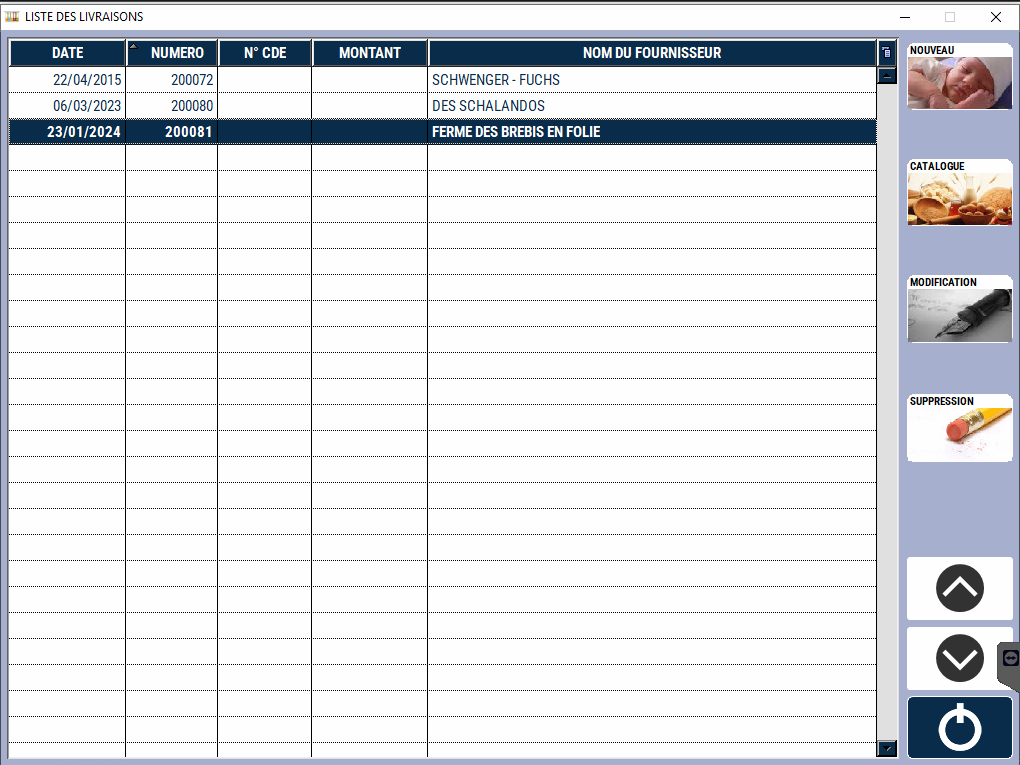 LISTE DES LIVRAISONS
DATE NUMERO N° CDE MONTANT NOM DU FOURNISSEUR
22/04/2015 200072 SCHWENGER - FUCHS
06/03/2023 200080 DES SCHALANDOS
23/01/2024 200081 FERME DES BREBIS EN FOLIE
NOUVEAU
CATALOGUE
MODIFICATION
SUPPRESSION